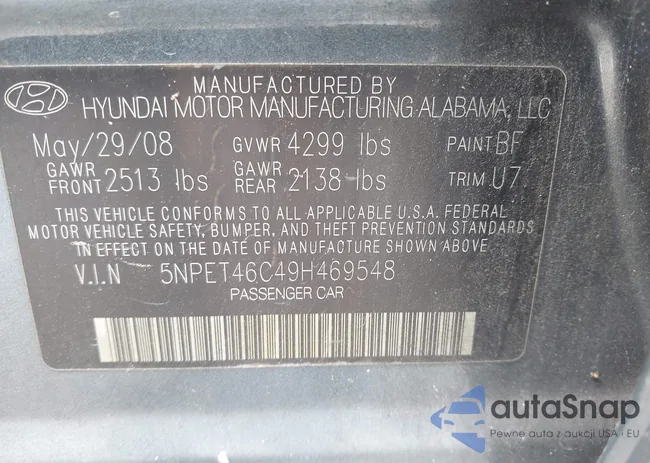 MANUFACTURED BY
HYUNDAI MOTOR MANUFACTURING ALABAMA, LLC
May/29/08 GVWR 4299 lbs PAINT BF
GAWR FRONT 2513 lbs GAWR REAR 2138 lbs TRIM U7
THIS VEHICLE CONFORMS TO ALL APPLICABLE U.S.A. FEDERAL
MOTOR VEHICLE SAFETY, BUMPER, AND THEFT PREVENTION STANDARDS
IN EFFECT ON THE DATE OF MANUFACTURE SHOWN ABOVE
V.I.N 5NPET46C49H469548
PASSENGER CAR
autoSnap
Pewne auta z aukcji USA i EU